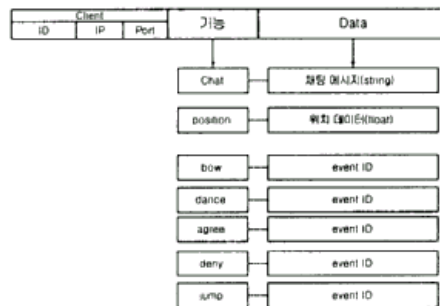 Client
ID IP Port 기능 Data
Chat 채팅 메시지(string)
position 위치 데이터(float)
bow event ID
dance event ID
agree event ID
deny event ID
jump event ID